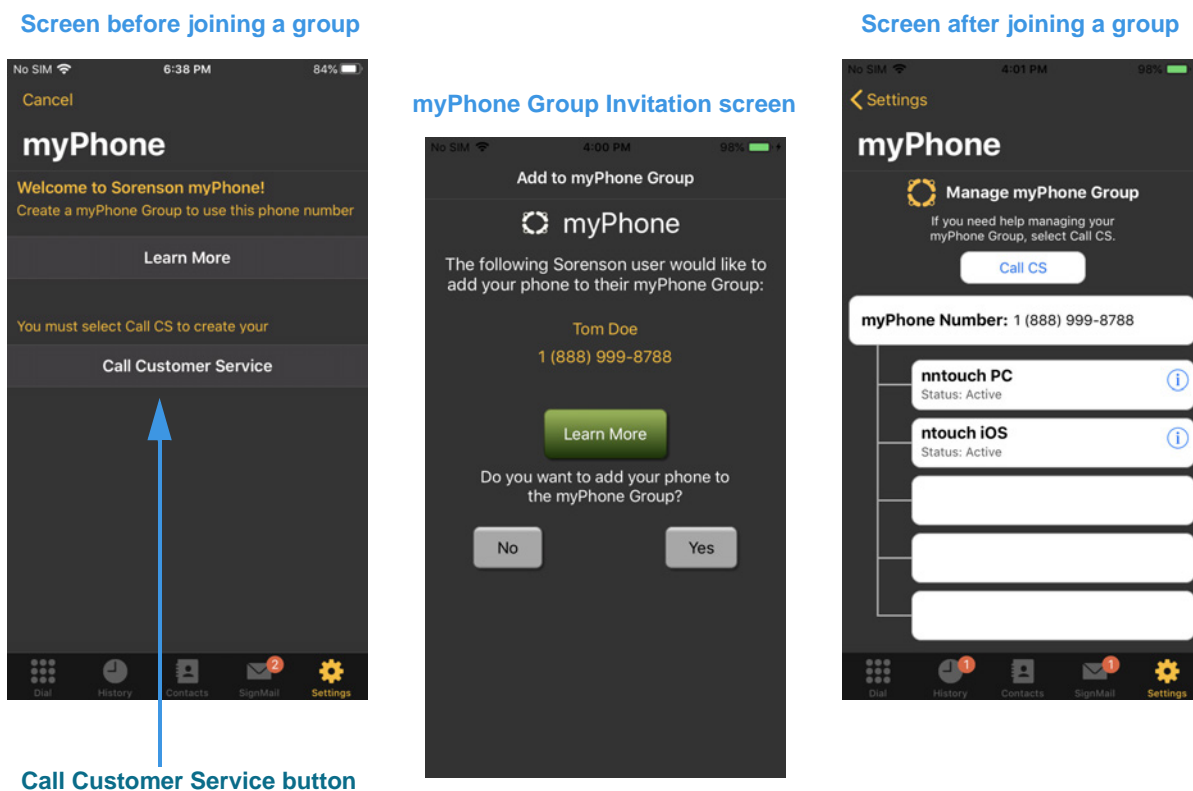 Screen before joining a group
No SIM 6:38 PM 84%
Cancel
myPhone
Welcome to Sorenson myPhone!
Create a myPhone Group to use this phone number
Learn More
You must select Call CS to create your
Call Customer Service
Dial History Contacts SignMail 2 Settings
Call Customer Service button
myPhone Group Invitation screen
No SIM 4:00 PM 98%
Add to myPhone Group
myPhone
The following Sorenson user would like to
add your phone to their myPhone Group:
Tom Doe
1 (888) 999-8788
Learn More
Do you want to add your phone to
the myPhone Group?
No Yes
Screen after joining a group
No SIM 4:01 PM 98%
Settings
myPhone
Manage myPhone Group
If you need help managing your
myPhone Group, select Call CS.
Call CS
myPhone Number: 1 (888) 999-8788
nntouch PC
Status: Active
ntouch iOS
Status: Active
Dial History 1 Contacts SignMail 1 Settings